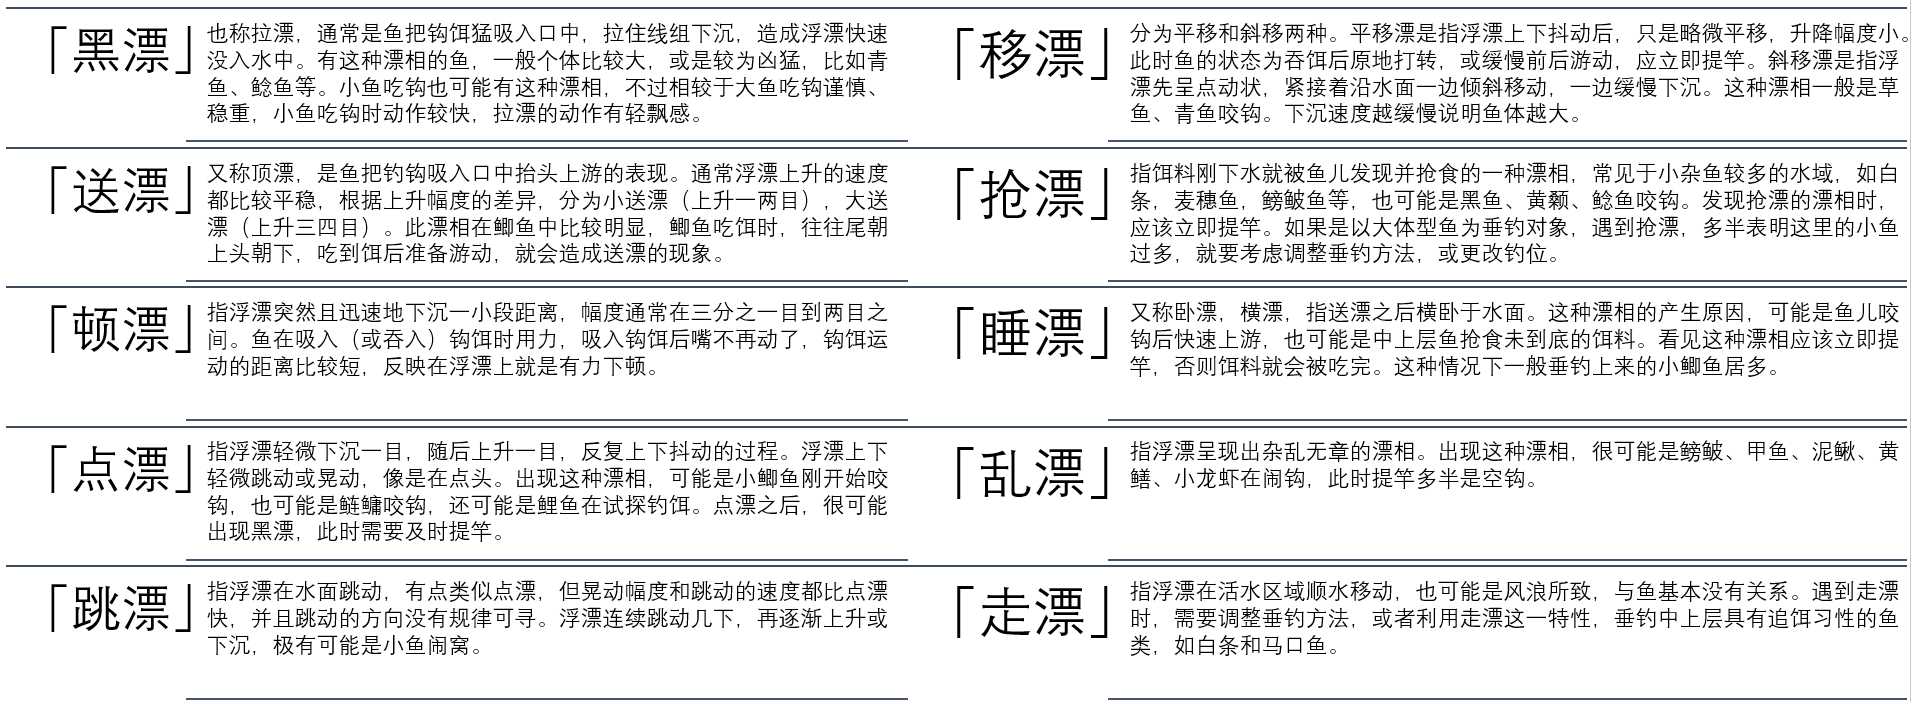 「黑漂」
也称拉漂，通常是鱼把钩饵猛吸入口中，拉住线组下沉，造成浮漂快速
没入水中。有这种漂相的鱼，一般个体比较大，或是较为凶猛，比如青
鱼、鲶鱼等。小鱼吃钩也可能有这种漂相，不过相较于大鱼吃钩谨慎、
稳重，小鱼吃钩时动作较快，拉漂的动作有轻飘感。
「移漂」
分为平移和斜移两种。平移漂是指浮漂上下抖动后，只是略微平移，升降幅度小。
此时鱼的状态为吞饵后原地打转，或缓慢前后游动，应立即提竿。斜移漂是指浮
漂先呈点动状，紧接着沿水面一边倾斜移动，一边缓慢下沉。这种漂相一般是草
鱼、青鱼咬钩。下沉速度越缓慢说明鱼体越大。
「送漂」
又称顶漂，是鱼把钓钩吸入口中抬头上游的表现。通常浮漂上升的速度
都比较平稳，根据上升幅度的差异，分为小送漂（上升一两目），大送
漂（上升三四目）。此漂相在鲫鱼中比较明显，鲫鱼吃饵时，往往尾朝
上头朝下，吃到饵后准备游动，就会造成送漂的现象。
「抢漂」
指饵料刚下水就被鱼儿发现并抢食的一种漂相，常见于小杂鱼较多的水域，如白
条，麦穗鱼，鳑鲏鱼等，也可能是黑鱼、黄颡、鲶鱼咬钩。发现抢漂的漂相时，
应该立即提竿。如果是以大体型鱼为垂钓对象，遇到抢漂，多半表明这里的小鱼
过多，就要考虑调整垂钓方法，或更改钓位。
「顿漂」
指浮漂突然且迅速地下沉一小段距离，幅度通常在三分之一目到两目之
间。鱼在吸入（或吞入）钩饵时用力，吸入钩饵后嘴不再动了，钩饵运
动的距离比较短，反映在浮漂上就是有力下顿。
「睡漂」
又称卧漂，横漂，指送漂之后横卧于水面。这种漂相的产生原因，可能是鱼儿咬
钩后快速上游，也可能是中上层鱼抢食未到底的饵料。看见这种漂相应该立即提
竿，否则饵料就会被吃完。这种情况下一般垂钓上来的小鲫鱼居多。
「点漂」
指浮漂轻微下沉一目，随后上升一目，反复上下抖动的过程。浮漂上下
轻微跳动或晃动，像是在点头。出现这种漂相，可能是小鲫鱼刚开始咬
钩，也可能是鲢鳙咬钩，还可能是鲤鱼在试探钓饵。点漂之后，很可能
出现黑漂，此时需要及时提竿。
「乱漂」
指浮漂呈现出杂乱无章的漂相。出现这种漂相，很可能是鳑鲏、甲鱼、泥鳅、黄
鳝、小龙虾在闹钩，此时提竿多半是空钩。
「跳漂」
指浮漂在水面跳动，有点类似点漂，但晃动幅度和跳动的速度都比点漂
快，并且跳动的方向没有规律可寻。浮漂连续跳动几下，再逐渐上升或
下沉，极有可能是小鱼闹窝。
「走漂」
指浮漂在活水区域顺水移动，也可能是风浪所致，与鱼基本没有关系。遇到走漂
时，需要调整垂钓方法，或者利用走漂这一特性，垂钓中上层具有追饵习性的鱼
类，如白条和马口鱼。